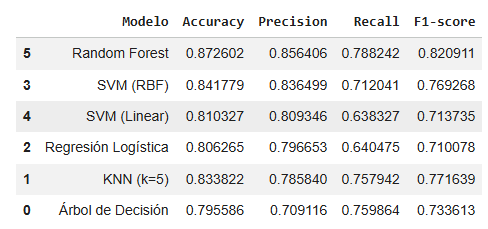 Modelo Accuracy Precision Recall F1-score
5 Random Forest 0.872602 0.856406 0.788242 0.820911
3 SVM (RBF) 0.841779 0.836499 0.712041 0.769268
4 SVM (Linear) 0.810327 0.809346 0.638327 0.713735
2 Regresión Logística 0.806265 0.796653 0.640475 0.710078
1 KNN (k=5) 0.833822 0.785840 0.757942 0.771639
0 Árbol de Decisión 0.795586 0.709116 0.759864 0.733613